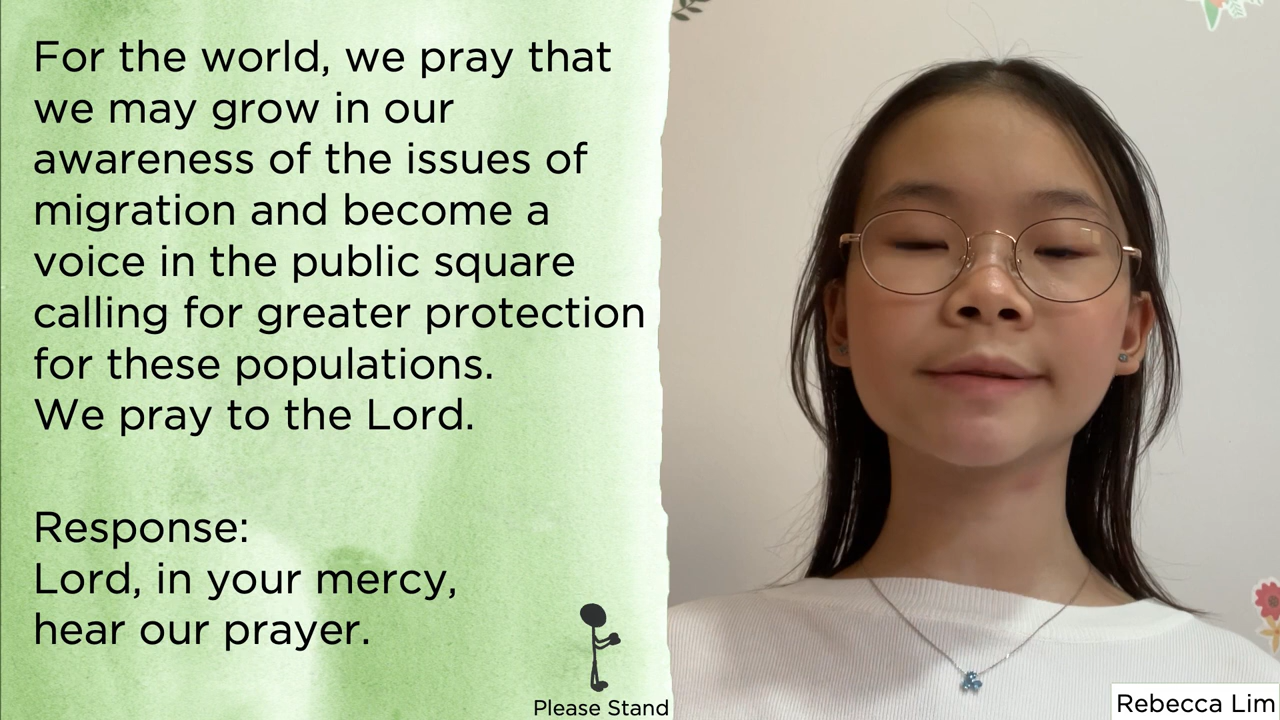 For the world, we pray that
we may grow in our
awareness of the issues of
migration and become a
voice in the public square
calling for greater protection
for these populations.
We pray to the Lord.
Response:
Lord, in your mercy,
hear our prayer.
Please Stand
Rebecca Lim